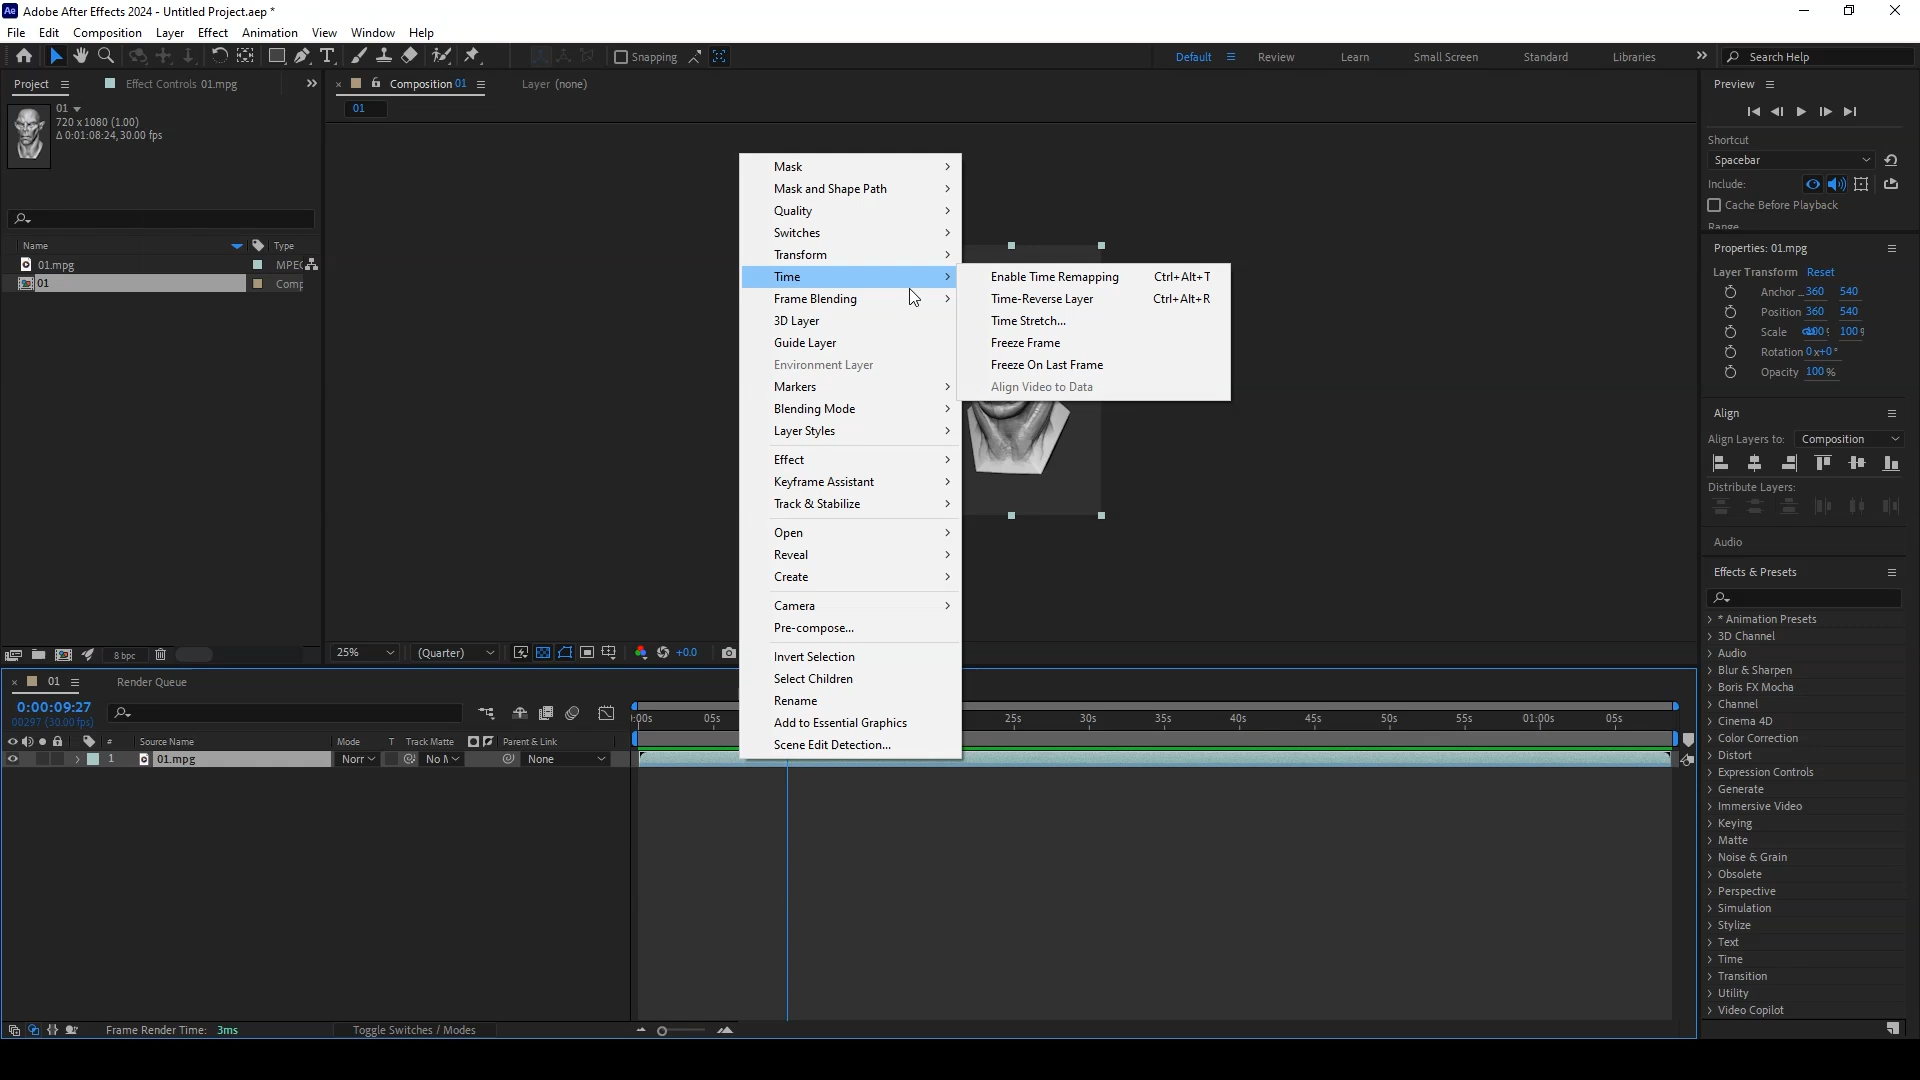 Ae Adobe After Effects 2024 - Untitled Project.aep *
File Edit Composition Layer Effect Animation View Window Help
Snapping
Default Review Learn Small Screen Standard Libraries Search Help
Project Effect Controls 01.mpg
01
720 x 1080 (1.00)
Δ 0:01:08:24, 30.00 fps
Name Type
01.mpg MPEG
01 Comp
8 bpc
Composition 01 Layer (none)
01
25% (Quarter) +0.0
Mask
Mask and Shape Path
Quality
Switches
Transform
Time
Frame Blending
3D Layer
Guide Layer
Environment Layer
Markers
Blending Mode
Layer Styles
Effect
Keyframe Assistant
Track & Stabilize
Open
Reveal
Create
Camera
Pre-compose...
Invert Selection
Select Children
Rename
Add to Essential Graphics
Scene Edit Detection...
Enable Time Remapping Ctrl+Alt+T
Time-Reverse Layer Ctrl+Alt+R
Time Stretch...
Freeze Frame
Freeze On Last Frame
Align Video to Data
Preview
Shortcut
Spacebar
Include:
Cache Before Playback
Range
Properties: 01.mpg
Layer Transform Reset
Anchor .. 360 540
Position 360 540
Scale 100 100
Rotation 0x+0°
Opacity 100 %
Align
Align Layers to: Composition
Distribute Layers:
Audio
Effects & Presets
* Animation Presets
3D Channel
Audio
Blur & Sharpen
Boris FX Mocha
Channel
Cinema 4D
Color Correction
Distort
Expression Controls
Generate
Immersive Video
Keying
Matte
Noise & Grain
Obsolete
Perspective
Simulation
Stylize
Text
Time
Transition
Utility
Video Copilot
01 Render Queue
0:00:09:27
00297 (30.00 fps)
:00s 05s 25s 30s 35s 40s 45s 50s 55s 01:00s 05s
# Source Name Mode T Track Matte Parent & Link
1 01.mpg Norr No M None
Frame Render Time: 3ms Toggle Switches / Modes